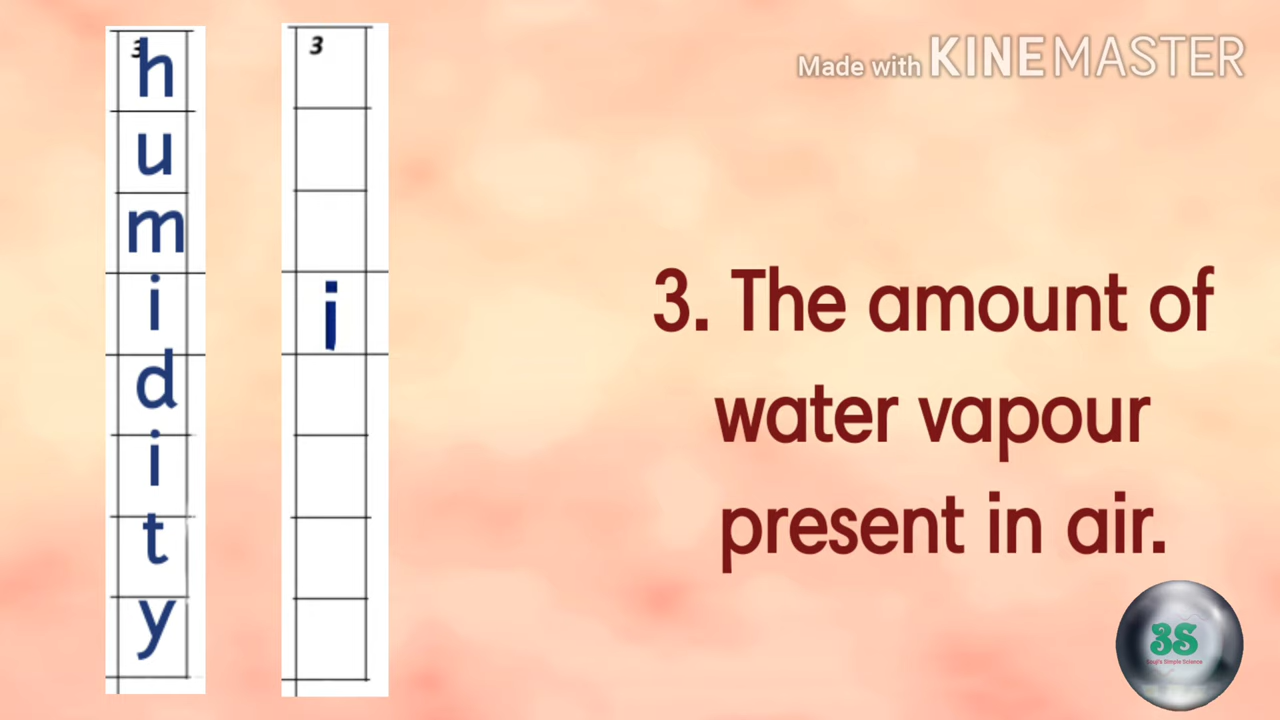 3
h
u
m
i
d
i
t
y
3
i
Made with KINEMASTER
3. The amount of
water vapour
present in air.
3S